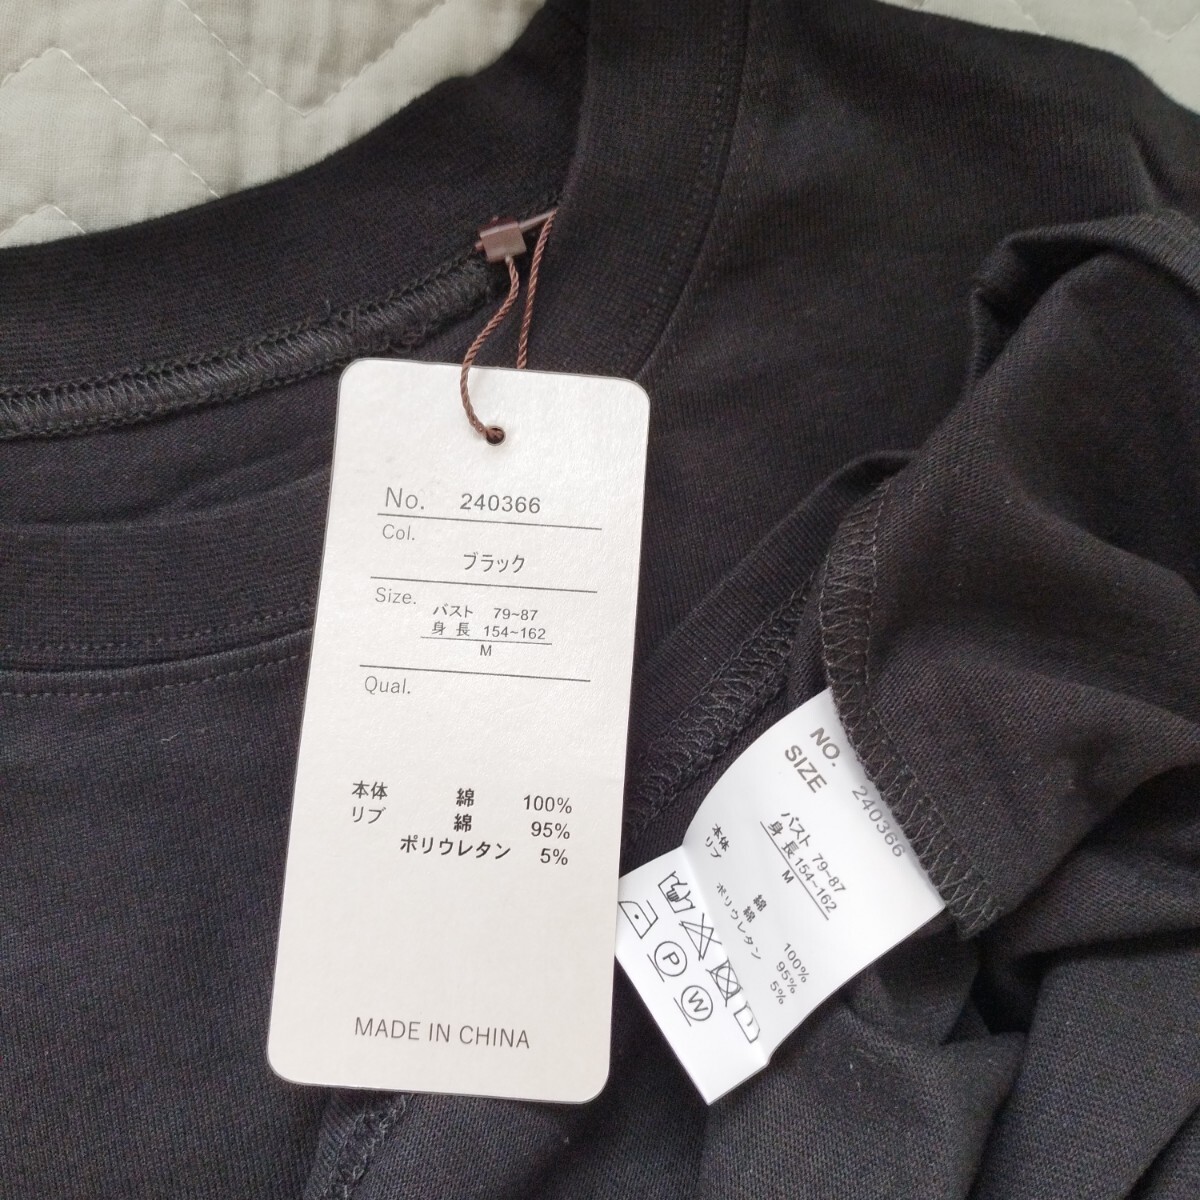 No. 240366
Col.
ブラック
Size.
バスト 79~87
身長 154~162
M
Qual.
本体 綿 100%
リブ 綿 95%
ポリウレタン 5%
MADE IN CHINA
NO. 240366
SIZE
バスト 79~87
身長 154~162
M
本体 綿 100%
リブ 綿 95%
ポリウレタン 5%
P
W